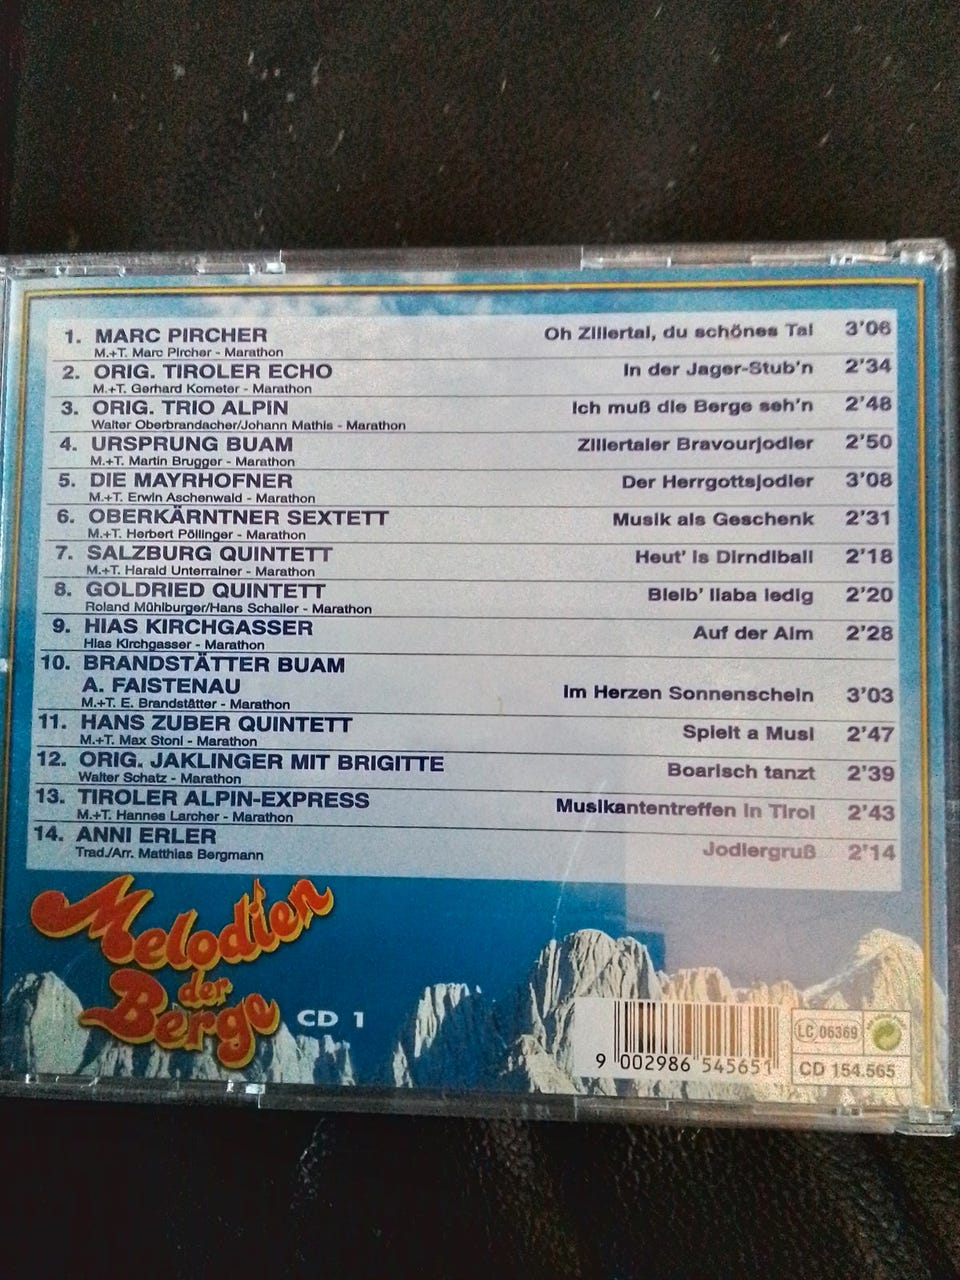 1. MARC PIRCHER Oh Zillertal, du schönes Tal 3'06
M.+T. Marc Pircher - Marathon
2. ORIG. TIROLER ECHO In der Jager-Stub'n 2'34
M.+T. Gerhard Kometer - Marathon
3. ORIG. TRIO ALPIN Ich muß die Berge seh'n 2'48
Walter Oberbrandacher/Johann Mathis - Marathon
4. URSPRUNG BUAM Zillertaler Bravourjodler 2'50
M.+T. Martin Brugger - Marathon
5. DIE MAYRHOFNER Der Herrgottsjodler 3'08
M.+T. Erwin Aschenwald - Marathon
6. OBERKÄRNTNER SEXTETT Musik als Geschenk 2'31
M.+T. Herbert Pöllinger - Marathon
7. SALZBURG QUINTETT Heut' is Dirndlball 2'18
M.+T. Harald Unterrainer - Marathon
8. GOLDRIED QUINTETT Bleib' liaba ledig 2'20
Roland Mühlburger/Hans Schaller - Marathon
9. HIAS KIRCHGASSER Auf der Alm 2'28
Hias Kirchgasser - Marathon
10. BRANDSTÄTTER BUAM
A. FAISTENAU Im Herzen Sonnenschein 3'03
M.+T. E. Brandstätter - Marathon
11. HANS ZUBER QUINTETT Spielt a Musi 2'47
M.+T. Max Stonl - Marathon
12. ORIG. JAKLINGER MIT BRIGITTE Boarisch tanzt 2'39
Walter Schatz - Marathon
13. TIROLER ALPIN-EXPRESS Musikantentreffen in Tirol 2'43
M.+T. Hannes Larcher - Marathon
14. ANNI ERLER Jodlergruß 2'14
Trad./Arr. Matthias Bergmann
Melodien
der
Berge CD 1
LC 06369
9 002986 545651
CD 154.565